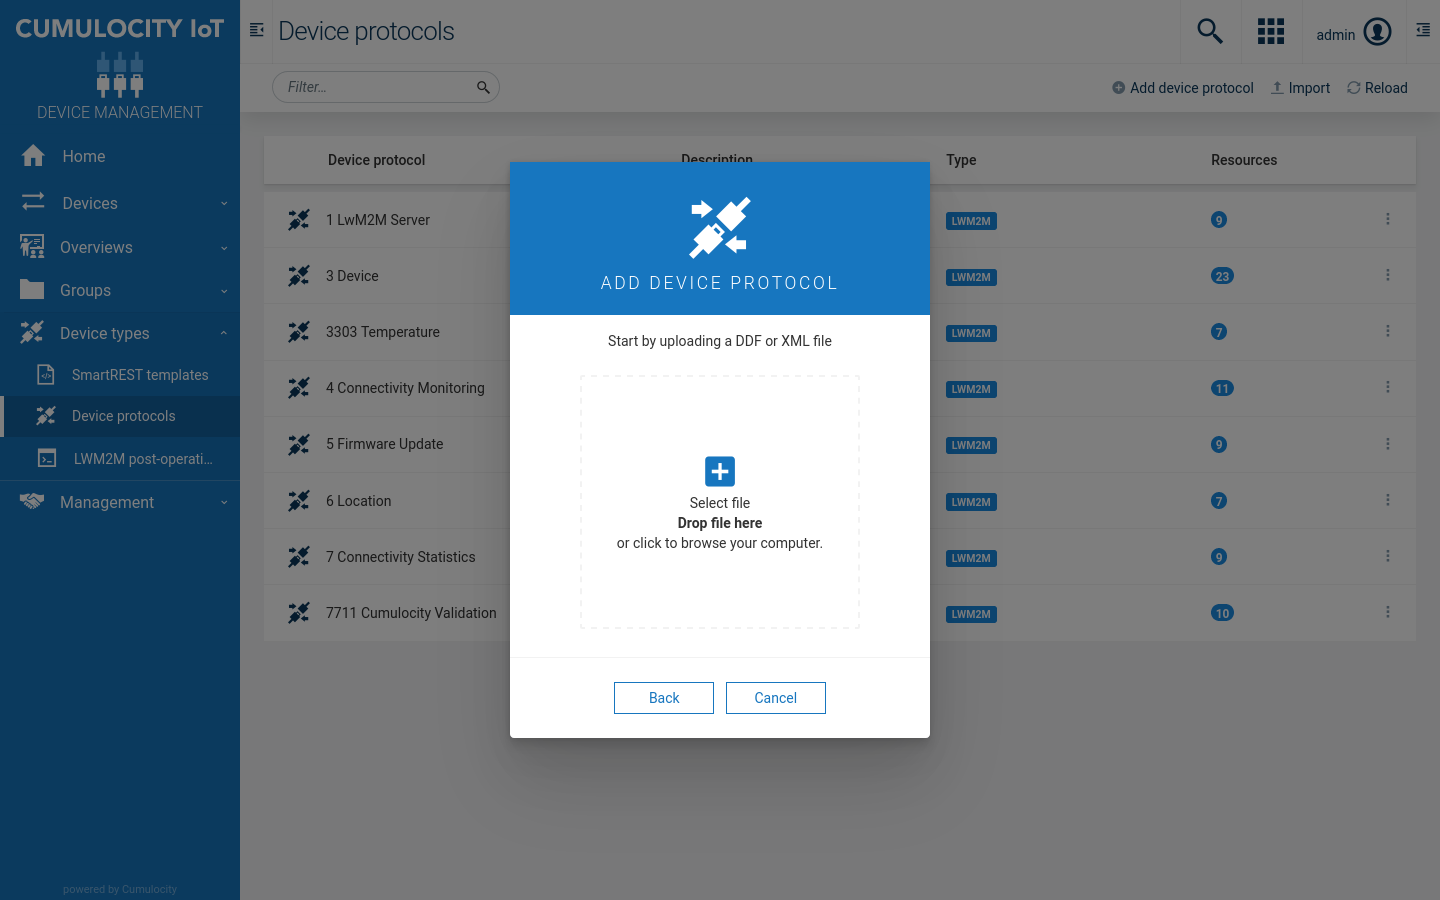 CUMULOCITY IoT
DEVICE MANAGEMENT
Home
Devices
Overviews
Groups
Device types
SmartREST templates
Device protocols
LWM2M post-operati...
Management
powered by Cumulocity
Device protocols
admin
Filter...
Add device protocol
Import
Reload
Device protocol
Description
Type
Resources
1 LwM2M Server
LWM2M
9
3 Device
LWM2M
23
3303 Temperature
LWM2M
7
4 Connectivity Monitoring
LWM2M
11
5 Firmware Update
LWM2M
9
6 Location
LWM2M
7
7 Connectivity Statistics
LWM2M
9
7711 Cumulocity Validation
LWM2M
10
ADD DEVICE PROTOCOL
Start by uploading a DDF or XML file
Select file
Drop file here
or click to browse your computer.
Back
Cancel